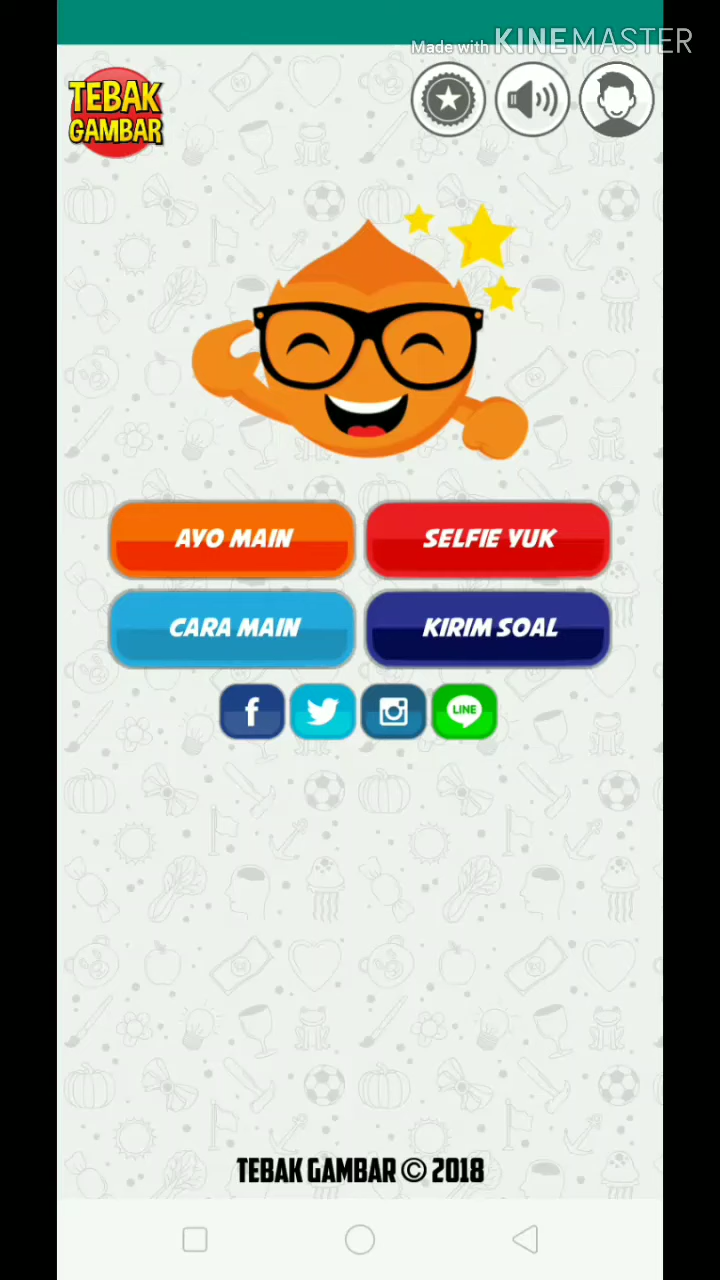 Made with KINEMASTER
TEBAK
GAMBAR
AYO MAIN
SELFIE YUK
CARA MAIN
KIRIM SOAL
f
LINE
TEBAK GAMBAR © 2018